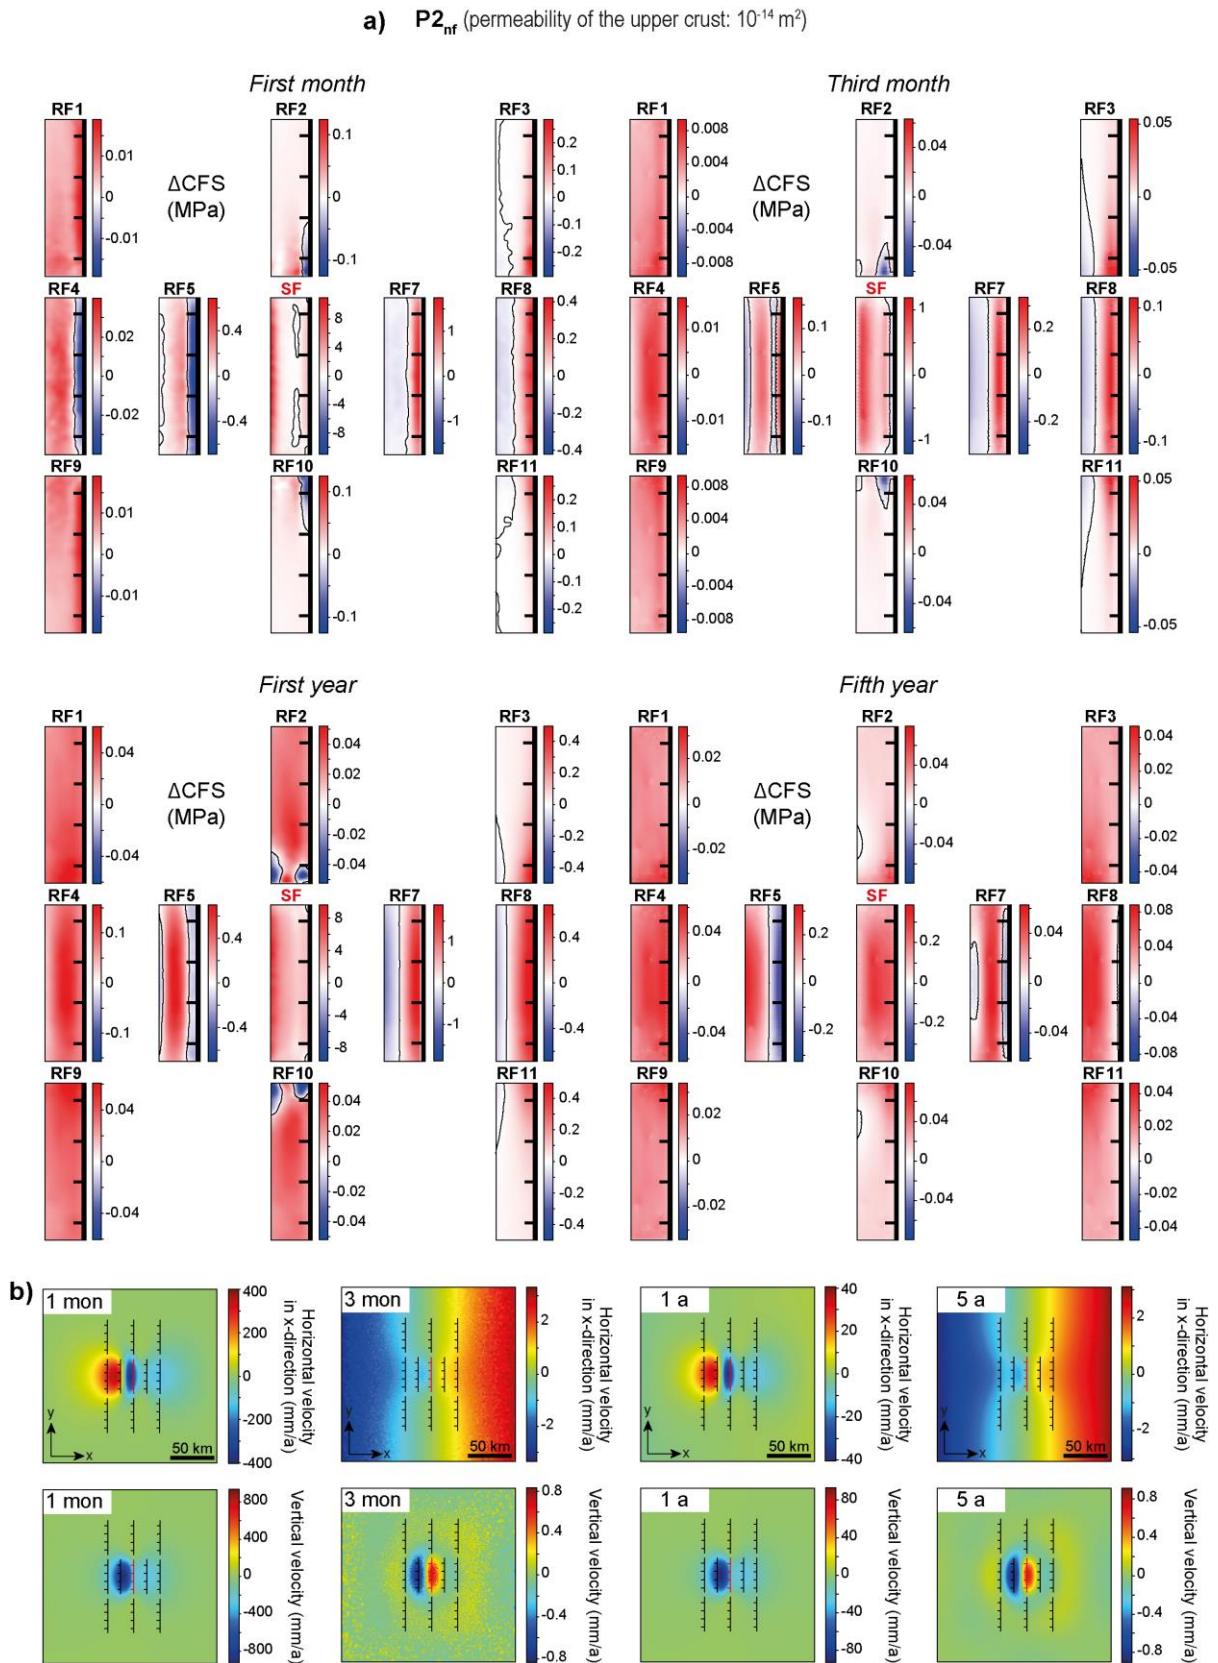 a) P2nf (permeability of the upper crust: 10-14 m2)
First month
Third month
RF1 RF2 RF3 RF1 RF2 RF3
0.01 0 -0.01
ΔCFS
(MPa)
0.1 0 -0.1
0.2 0.1 0 -0.1 -0.2
0.008 0.004 0 -0.004 -0.008
ΔCFS
(MPa)
0.04 0 -0.04
0.05 0 -0.05
RF4 RF5 SF RF7 RF8 RF4 RF5 SF RF7 RF8
0.02 0 -0.02
0.4 0 -0.4
8 4 0 -4 -8
1 0 -1
0.4 0.2 0 -0.2 -0.4
0.01 0 -0.01
0.1 0 -0.1
1 0 -1
0.2 0 -0.2
0.1 0 -0.1
RF9 RF10 RF11 RF9 RF10 RF11
0.01 0 -0.01
0.1 0 -0.1
0.2 0.1 0 -0.1 -0.2
0.008 0.004 0 -0.004 -0.008
0.04 0 -0.04
0.05 0 -0.05
First year
Fifth year
RF1 RF2 RF3 RF1 RF2 RF3
0.04 0 -0.04
ΔCFS
(MPa)
0.04 0.02 0 -0.02 -0.04
0.4 0.2 0 -0.2 -0.4
0.02 0 -0.02
ΔCFS
(MPa)
0.04 0 -0.04
0.04 0.02 0 -0.02 -0.04
RF4 RF5 SF RF7 RF8 RF4 RF5 SF RF7 RF8
0.1 0 -0.1
0.4 0 -0.4
8 4 0 -4 -8
1 0 -1
0.4 0.2 0 -0.2 -0.4
0.04 0 -0.04
0.2 0 -0.2
0.2 0 -0.2
0.04 0 -0.04
0.08 0.04 0 -0.04 -0.08
RF9 RF10 RF11 RF9 RF10 RF11
0.04 0 -0.04
0.04 0.02 0 -0.02 -0.04
0.4 0.2 0 -0.2 -0.4
0.02 0 -0.02
0.04 0 -0.04
0.04 0.02 0 -0.02 -0.04
b)
1 mon
y
x
50 km
400 200 0 -200 -400
Horizontal velocity
in x-direction (mm/a)
3 mon
y
x
50 km
2 0 -2
Horizontal velocity
in x-direction (mm/a)
1 a
y
x
50 km
40 20 0 -20 -40
Horizontal velocity
in x-direction (mm/a)
5 a
y
x
50 km
2 0 -2
Horizontal velocity
in x-direction (mm/a)
1 mon
800 400 0 -400 -800
Vertical velocity (mm/a)
3 mon
0.8 0.4 0 -0.4 -0.8
Vertical velocity (mm/a)
1 a
80 40 0 -40 -80
Vertical velocity (mm/a)
5 a
0.8 0.4 0 -0.4 -0.8
Vertical velocity (mm/a)